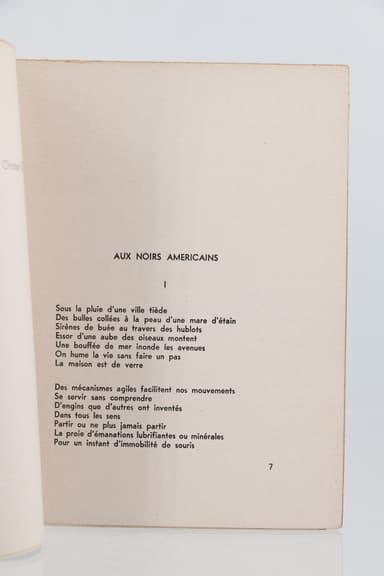 AUX NOIRS AMERICAINS
I
Sous la pluie d'une ville tiède
Des bulles collées à la peau d'une mare d'étain
Sirènes de buée au travers des hublots
Essor d'une aube des oiseaux montent
Une bouffée de mer inonde les avenues
On hume la vie sans faire un pas
La maison est de verre
Des mécanismes agiles facilitent nos mouvements
Se servir sans comprendre
D'engins que d'autres ont inventés
Dans tous les sens
Partir ou ne plus jamais partir
La proie d'émanations lubrifiantes ou minérales
Pour un instant d'immobilité de souris
7